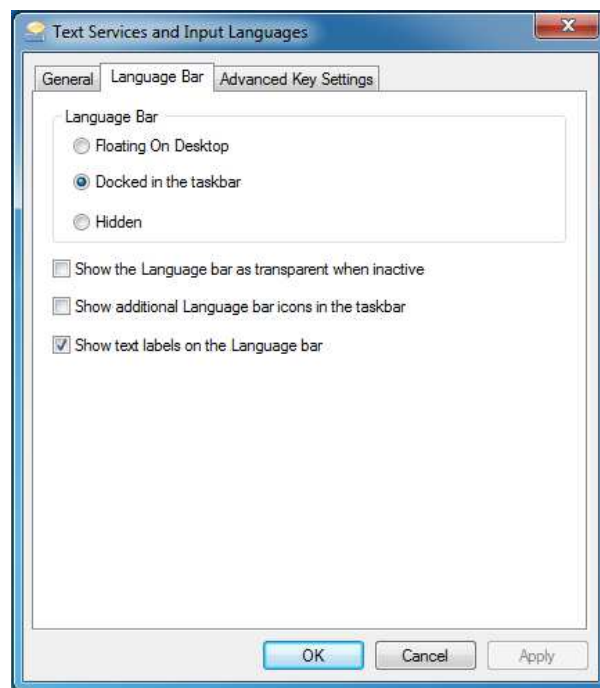 Text Services and Input Languages
General Language Bar Advanced Key Settings
Language Bar
Floating On Desktop
Docked in the taskbar
Hidden
Show the Language bar as transparent when inactive
Show additional Language bar icons in the taskbar
Show text labels on the Language bar
OK Cancel Apply